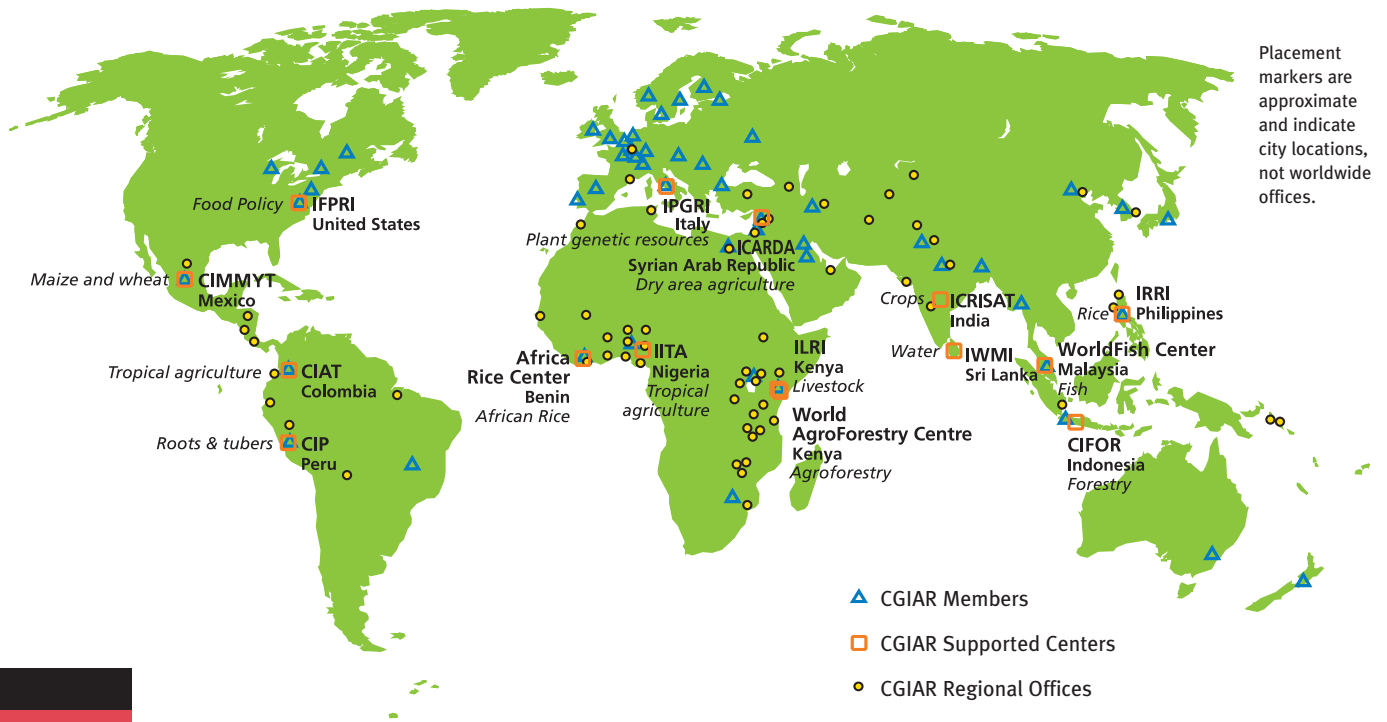 Placement
markers are
approximate
and indicate
city locations,
not worldwide
offices.
Food Policy
IFPRI
United States
Maize and wheat
CIMMYT
Mexico
Tropical agriculture
CIAT
Colombia
Roots & tubers
CIP
Peru
IPGRI
Italy
Plant genetic resources
ICARDA
Syrian Arab Republic
Dry area agriculture
Africa
Rice Center
Benin
African Rice
IITA
Nigeria
Tropical
agriculture
ILRI
Kenya
Livestock
World
AgroForestry Centre
Kenya
Agroforestry
Crops
ICRISAT
India
Water
IWMI
Sri Lanka
Rice
IRRI
Philippines
WorldFish Center
Malaysia
Fish
CIFOR
Indonesia
Forestry
CGIAR Members
CGIAR Supported Centers
CGIAR Regional Offices